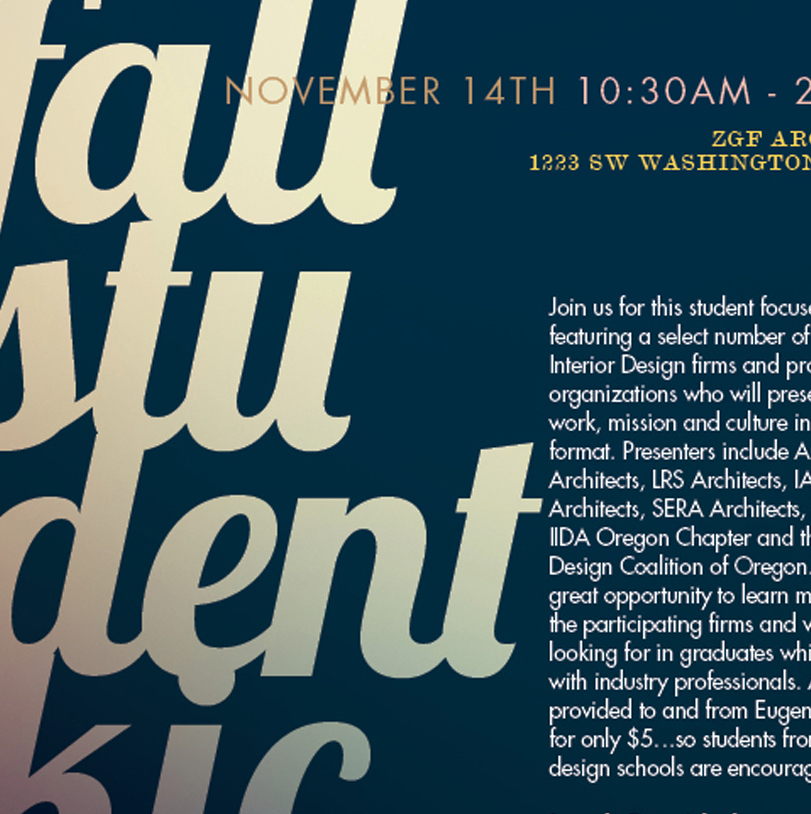 fall
stu
dent
kic
NOVEMBER 14TH 10:30AM - 2
ZGF AR
1223 SW WASHINGTON
Join us for this student focus
featuring a select number of
Interior Design firms and pro
organizations who will prese
work, mission and culture in
format. Presenters include A
Architects, LRS Architects, IA
Architects, SERA Architects,
IIDA Oregon Chapter and th
Design Coalition of Oregon.
great opportunity to learn m
the participating firms and w
looking for in graduates whi
with industry professionals. A
provided to and from Eugen
for only $5...so students from
design schools are encourag